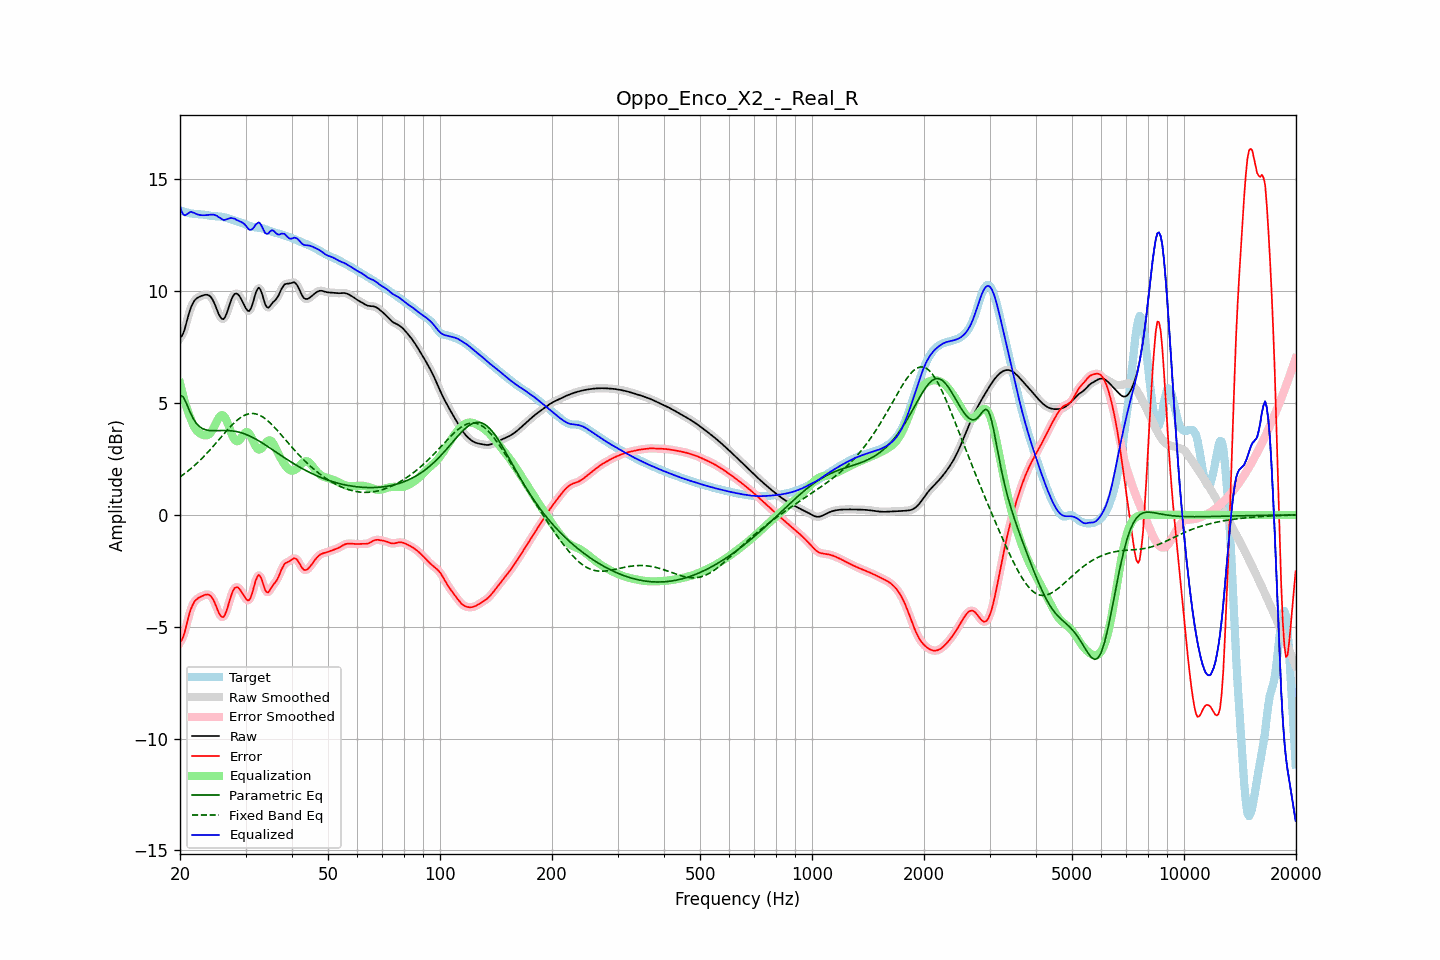 Oppo_Enco_X2_-_Real_R
Amplitude (dBr)
15
10
5
0
−5
−10
−15
Target
Raw Smoothed
Error Smoothed
Raw
Error
Equalization
Parametric Eq
Fixed Band Eq
Equalized
20 50 100 200 500 1000 2000 5000 10000 20000
Frequency (Hz)